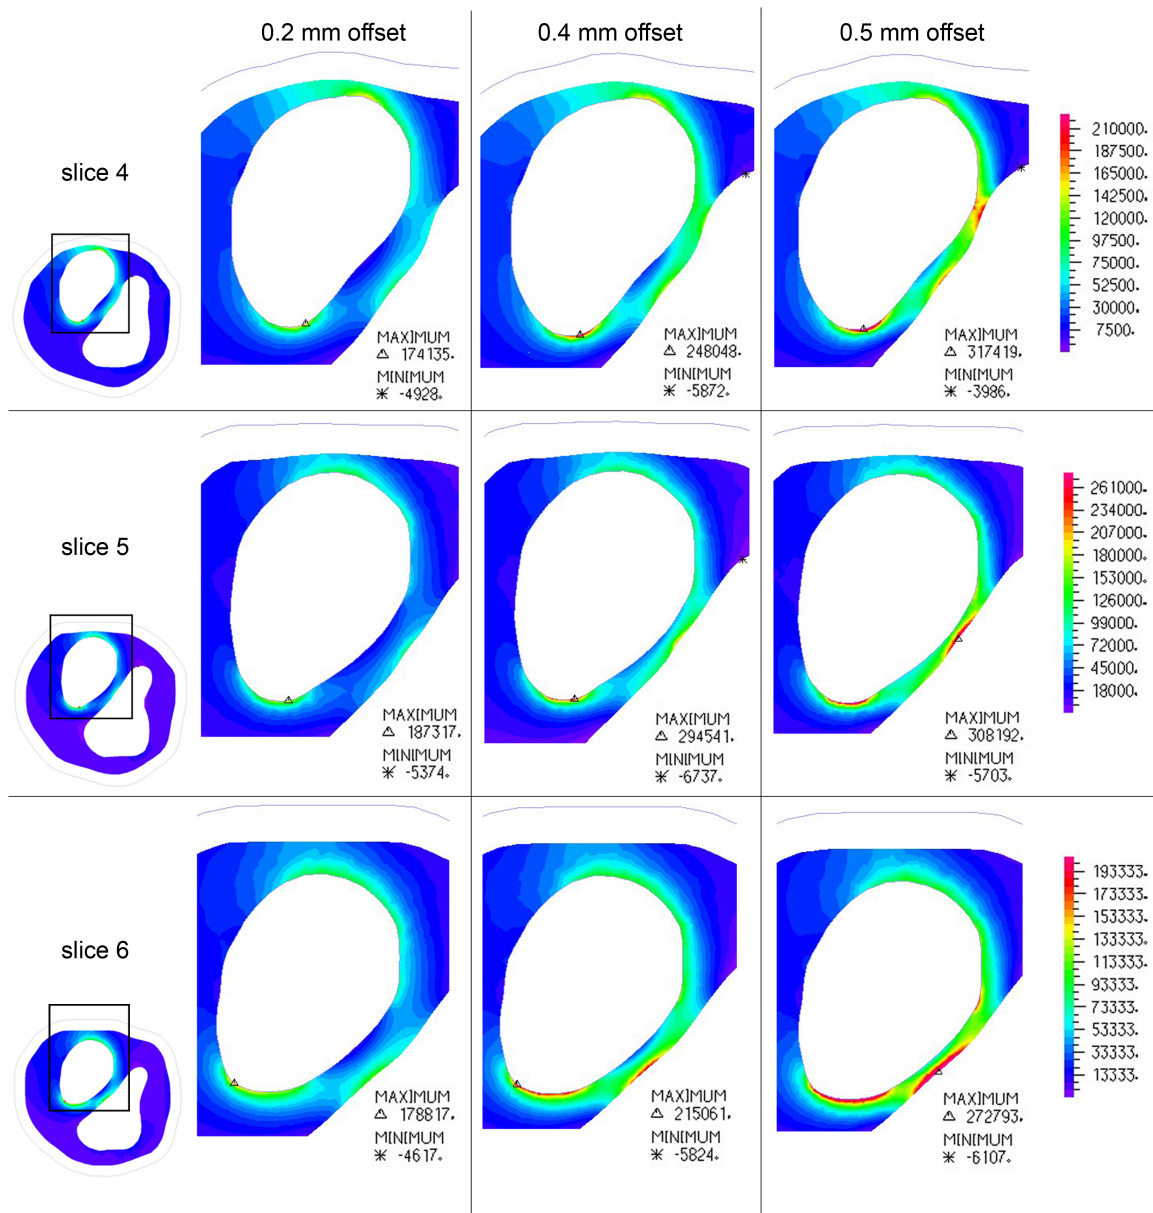 0.2 mm offset
0.4 mm offset
0.5 mm offset
slice 4
MAXIMUM
174135.
MINIMUM
-4928.
MAXIMUM
248048.
MINIMUM
-5872.
MAXIMUM
317419.
MINIMUM
-3986.
210000.
187500.
165000.
142500.
120000.
97500.
75000.
52500.
30000.
7500.
slice 5
MAXIMUM
187317.
MINIMUM
-5374.
MAXIMUM
294541.
MINIMUM
-6737.
MAXIMUM
308192.
MINIMUM
-5703.
261000.
234000.
207000.
180000.
153000.
126000.
99000.
72000.
45000.
18000.
slice 6
MAXIMUM
178817.
MINIMUM
-4617.
MAXIMUM
215061.
MINIMUM
-5824.
MAXIMUM
272793.
MINIMUM
-6107.
193333.
173333.
153333.
133333.
113333.
93333.
73333.
53333.
33333.
13333.